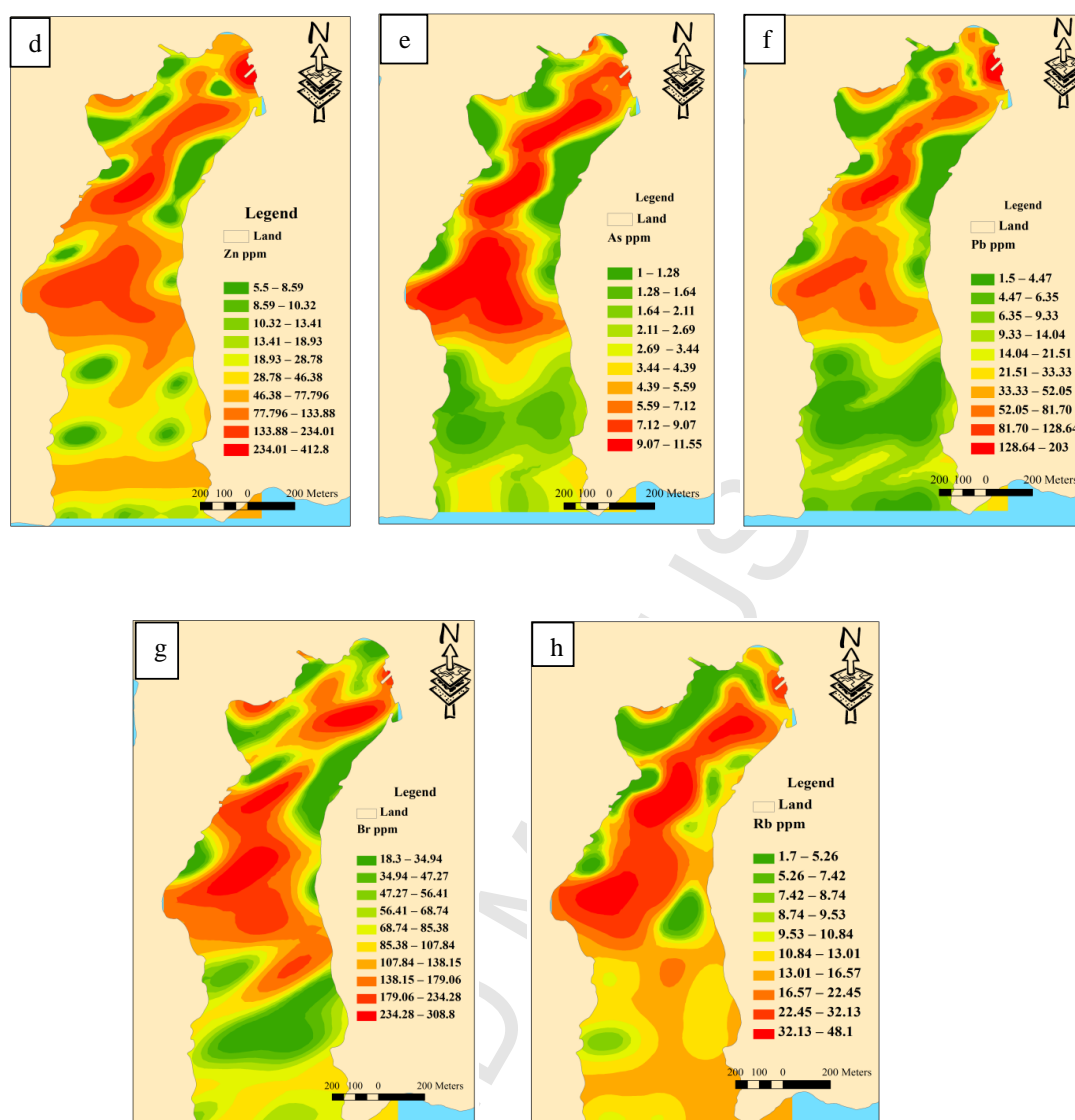 d
N
Legend
Land
Zn ppm
5.5 – 8.59
8.59 – 10.32
10.32 – 13.41
13.41 – 18.93
18.93 – 28.78
28.78 – 46.38
46.38 – 77.796
77.796 – 133.88
133.88 – 234.01
234.01 – 412.8
200 100 0 200 Meters
e
N
Legend
Land
As ppm
1 – 1.28
1.28 – 1.64
1.64 – 2.11
2.11 – 2.69
2.69 – 3.44
3.44 – 4.39
4.39 – 5.59
5.59 – 7.12
7.12 – 9.07
9.07 – 11.55
200 100 0 200 Meters
f
N
Legend
Land
Pb ppm
1.5 – 4.47
4.47 – 6.35
6.35 – 9.33
9.33 – 14.04
14.04 – 21.51
21.51 – 33.33
33.33 – 52.05
52.05 – 81.70
81.70 – 128.64
128.64 – 203
200 100 0 200 Meters
g
N
Legend
Land
Br ppm
18.3 – 34.94
34.94 – 47.27
47.27 – 56.41
56.41 – 68.74
68.74 – 85.38
85.38 – 107.84
107.84 – 138.15
138.15 – 179.06
179.06 – 234.28
234.28 – 308.8
200 100 0 200 Meters
h
N
Legend
Land
Rb ppm
1.7 – 5.26
5.26 – 7.42
7.42 – 8.74
8.74 – 9.53
9.53 – 10.84
10.84 – 13.01
13.01 – 16.57
16.57 – 22.45
22.45 – 32.13
32.13 – 48.1
200 100 0 200 Meters